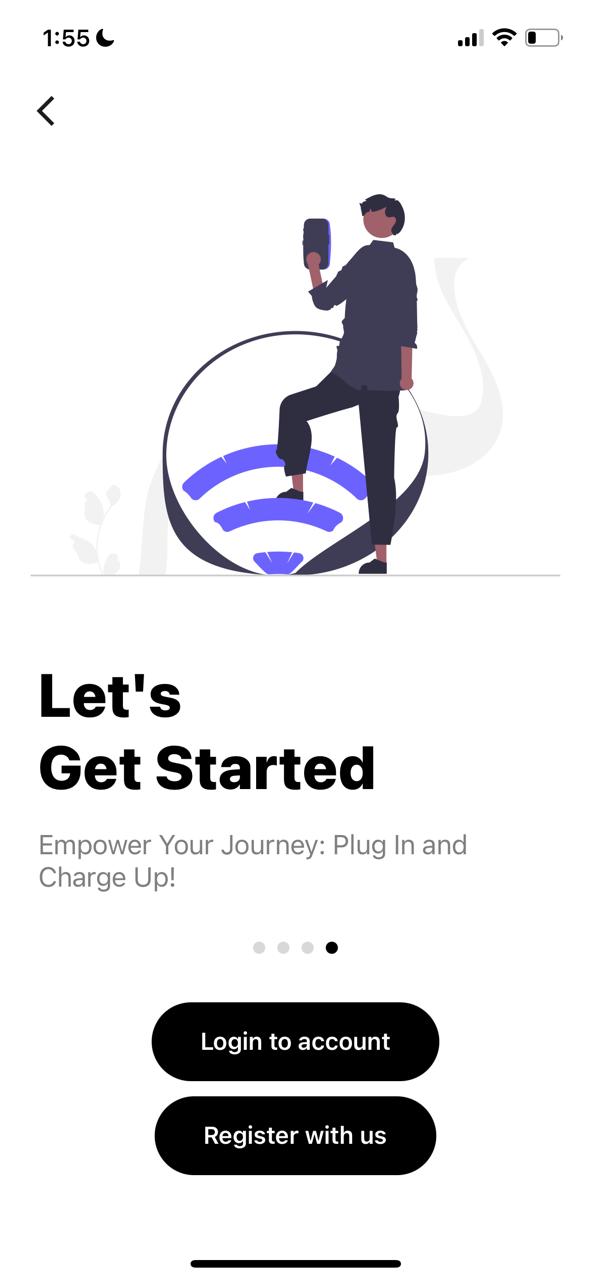 1:55
Let's
Get Started
Empower Your Journey: Plug In and
Charge Up!
Login to account
Register with us